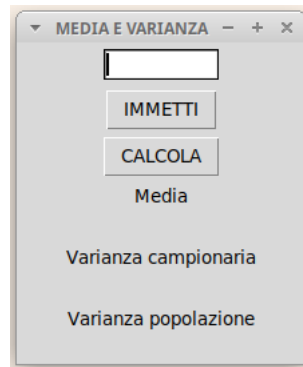 MEDIA E VARIANZA
IMMETTI
CALCOLA
Media
Varianza campionaria
Varianza popolazione